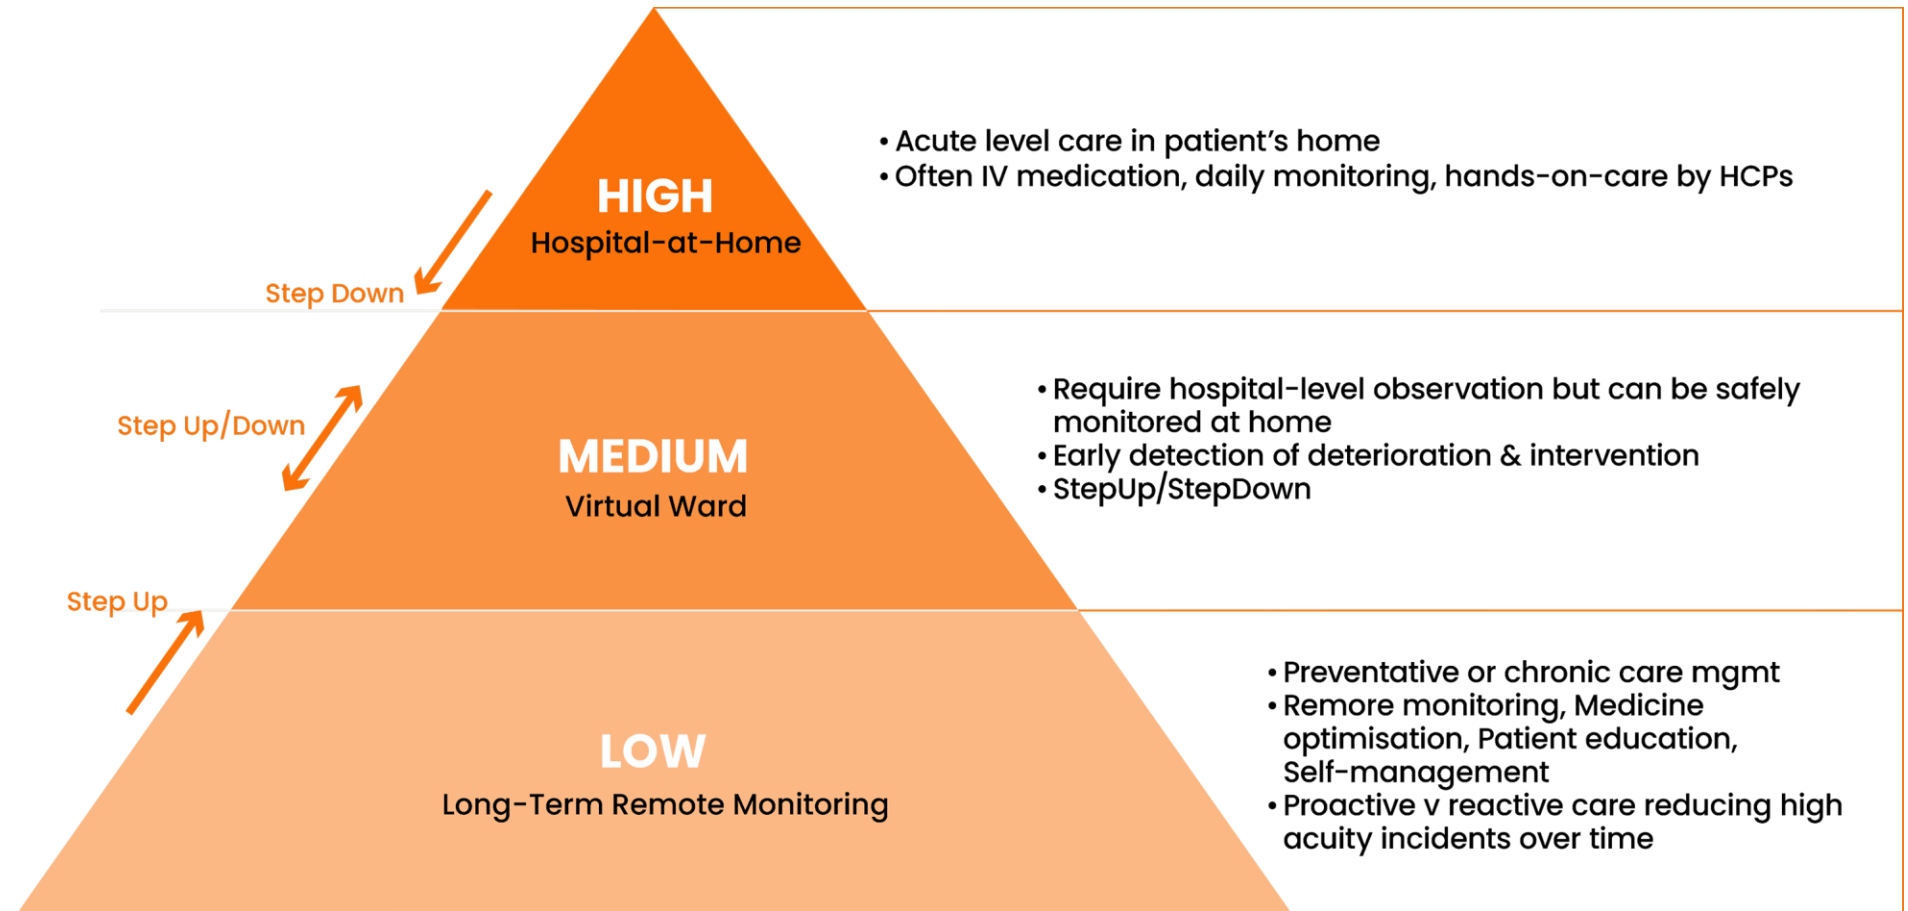 • Acute level care in patient's home
• Often IV medication, daily monitoring, hands-on-care by HCPs
HIGH
Hospital-at-Home
Step Down
Step Up/Down
• Require hospital-level observation but can be safely
monitored at home
• Early detection of deterioration & intervention
• StepUp/StepDown
MEDIUM
Virtual Ward
Step Up
• Preventative or chronic care mgmt
• Remore monitoring, Medicine
optimisation, Patient education,
Self-management
• Proactive v reactive care reducing high
acuity incidents over time
LOW
Long-Term Remote Monitoring